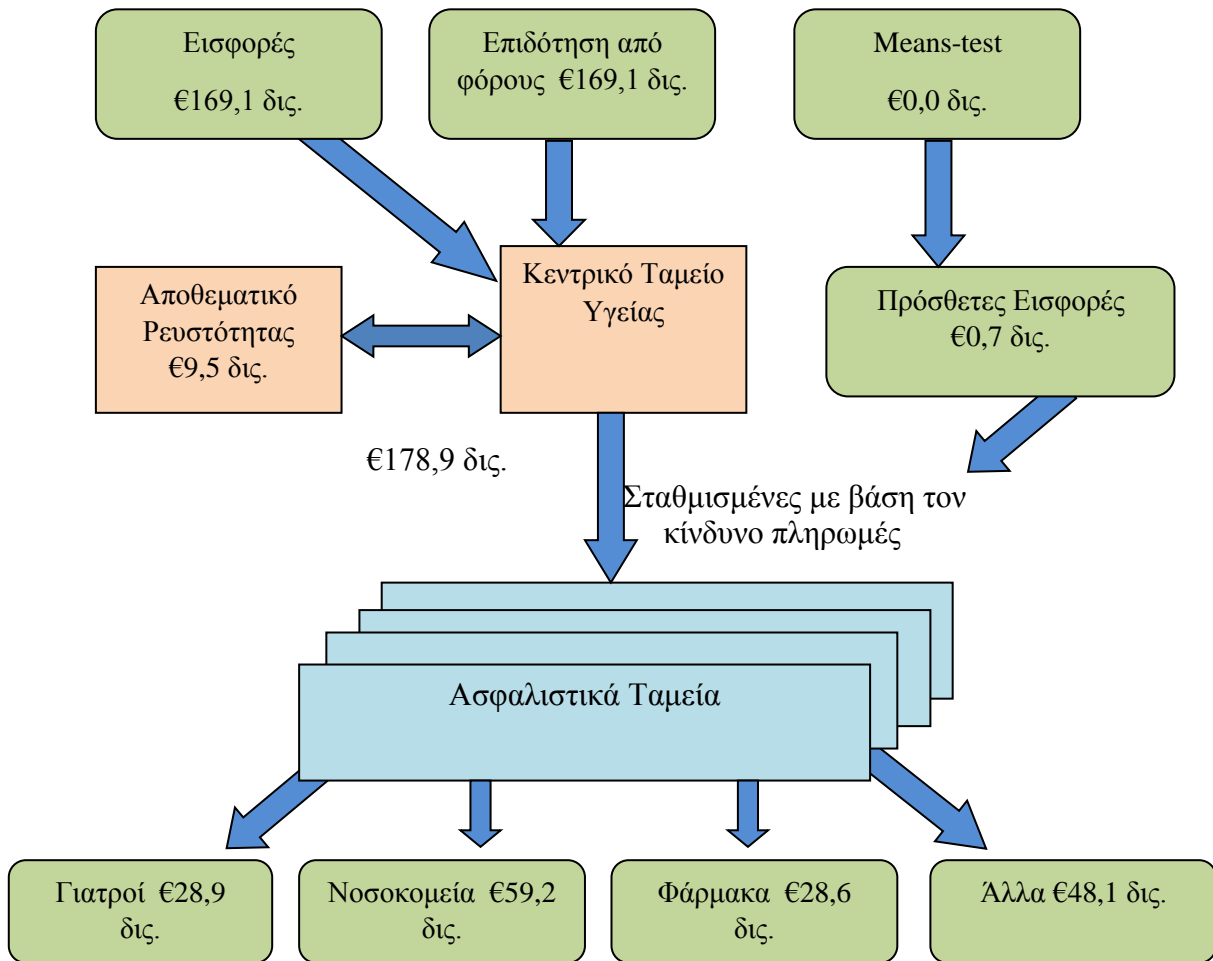 Εισφορές
€169,1 δις.
Επιδότηση από
φόρους €169,1 δις.
Means-test
€0,0 δις.
Αποθεματικό
Ρευστότητας
€9,5 δις.
Κεντρικό Ταμείο
Υγείας
Πρόσθετες Εισφορές
€0,7 δις.
€178,9 δις.
Σταθμισμένες με βάση τον
κίνδυνο πληρωμές
Ασφαλιστικά Ταμεία
Γιατροί €28,9
δις.
Νοσοκομεία €59,2
δις.
Φάρμακα €28,6
δις.
Άλλα €48,1 δις.